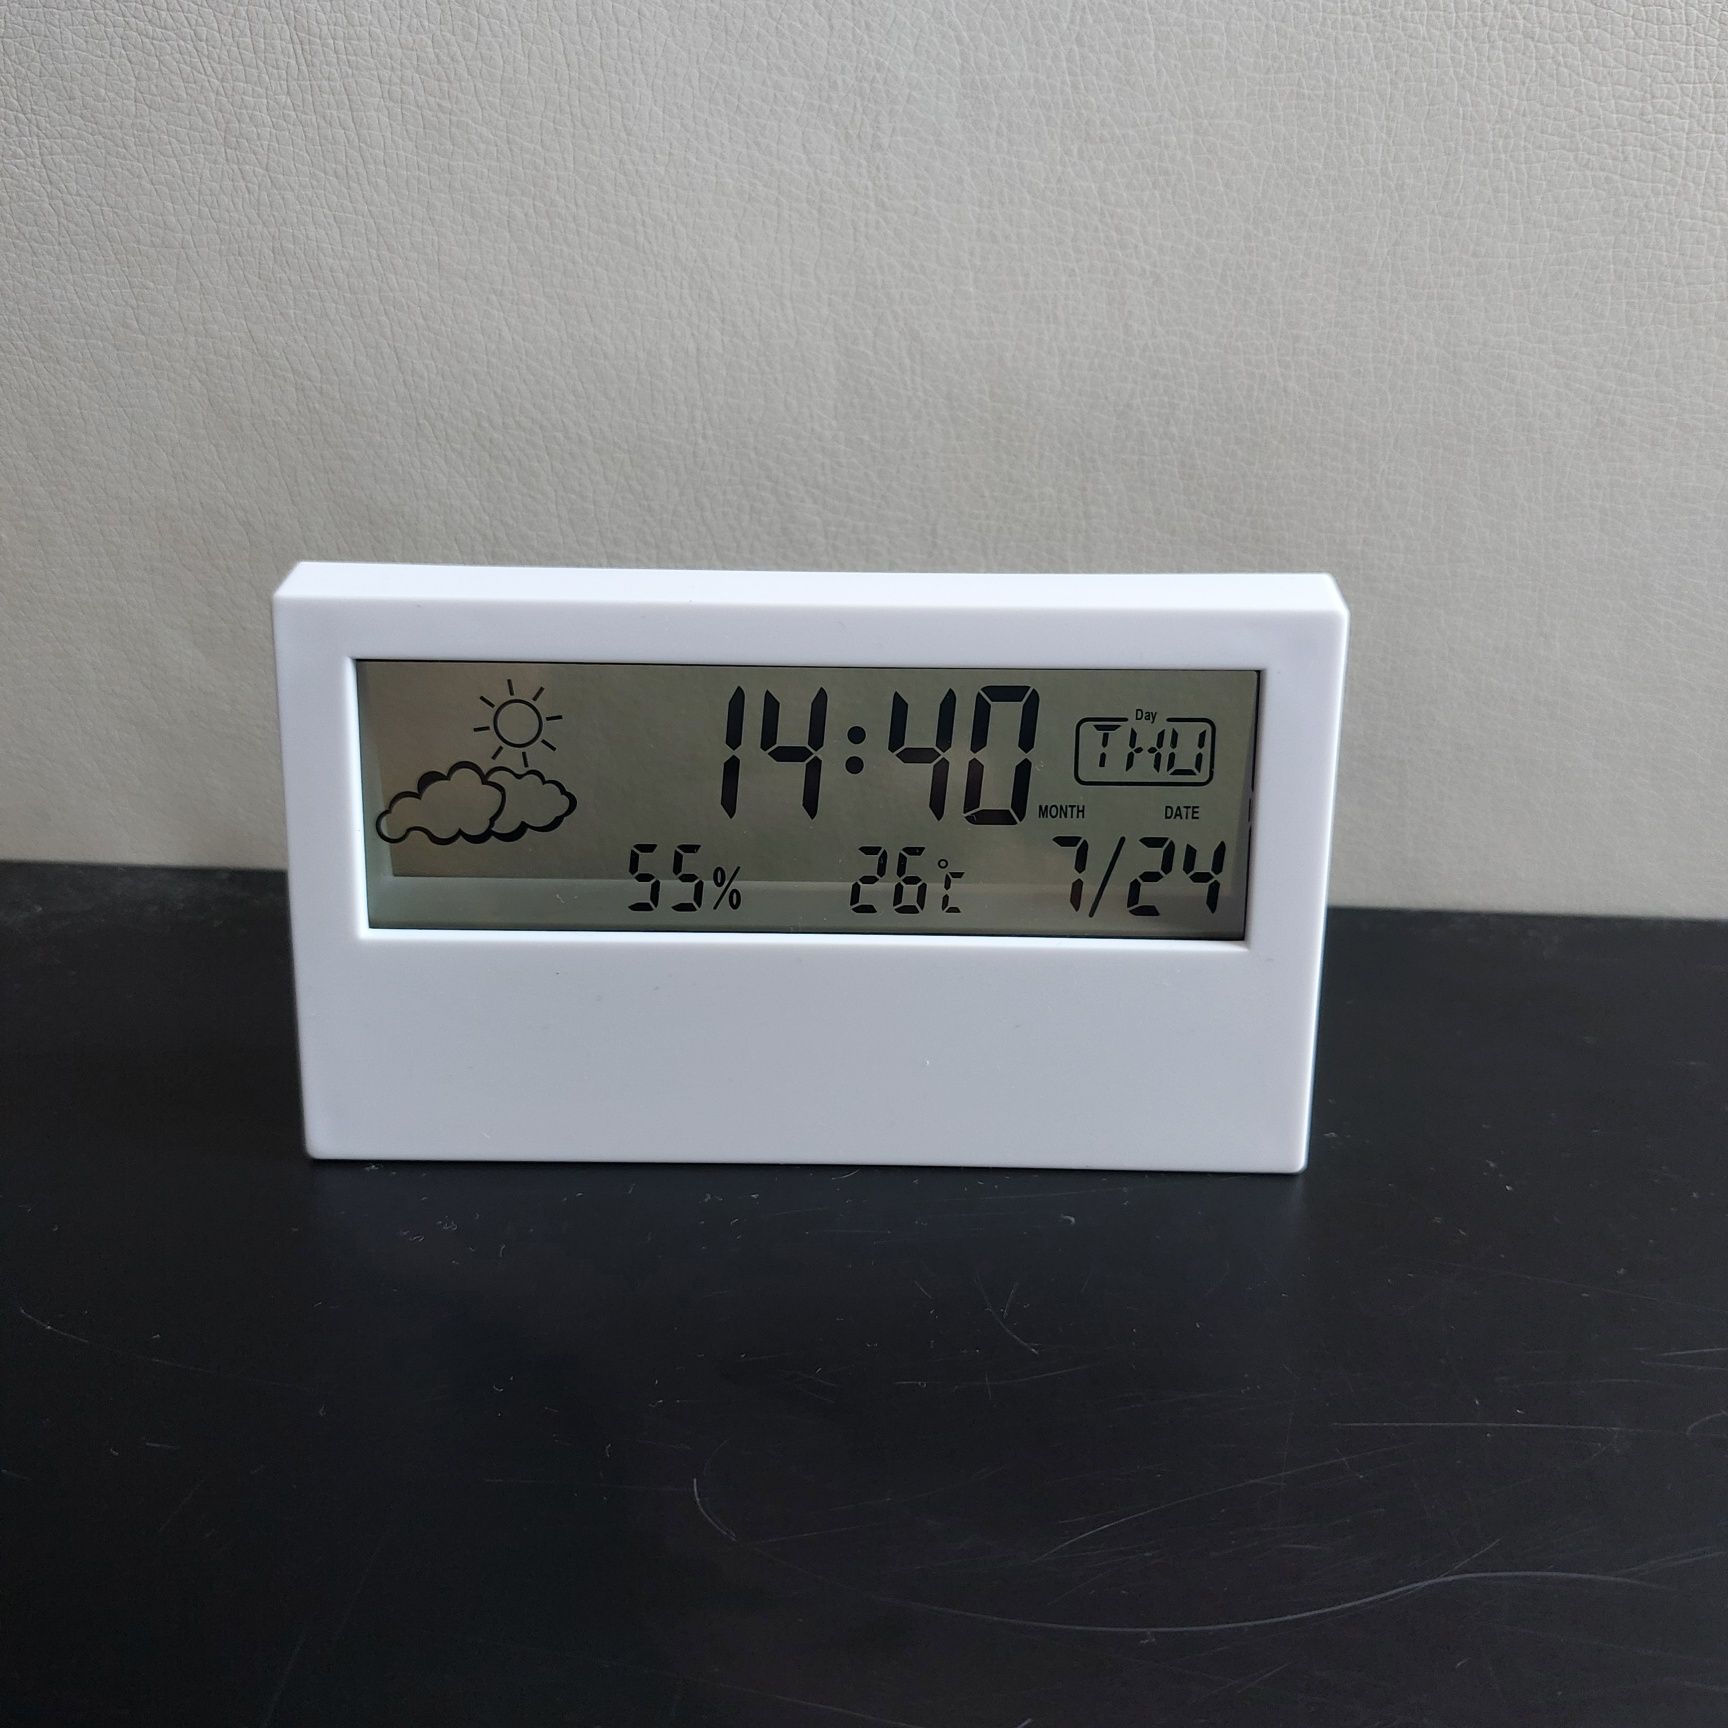 14:40
Day
THU
MONTH DATE
55% 26°C 7/24